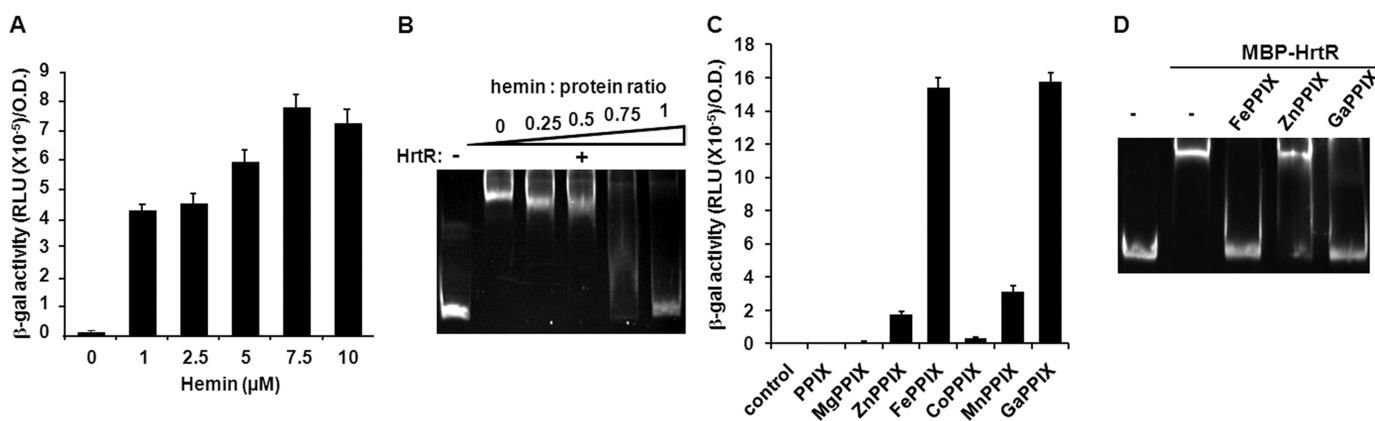 A
β-gal activity (RLU (X10⁻⁵)/O.D.)
9
8
7
6
5
4
3
2
1
0
0 1 2.5 5 7.5 10
Hemin (µM)
B
hemin : protein ratio
0 0.25 0.5 0.75 1
HrtR: - +
C
β-gal activity (RLU (X10⁻⁵)/O.D.)
18
16
14
12
10
8
6
4
2
0
control PPIX MgPPIX ZnPPIX FePPIX CoPPIX MnPPIX GaPPIX
D
MBP-HrtR
- - FePPIX ZnPPIX GaPPIX